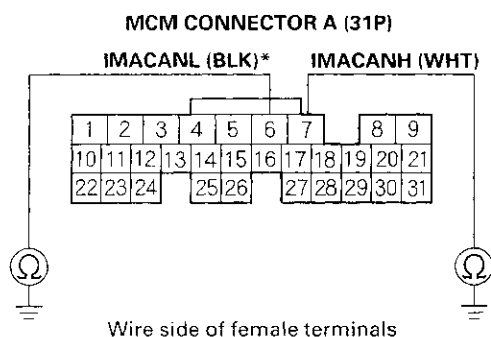 MCM CONNECTOR A (31P)
IMACANL (BLK)* IMACANH (WHT)
1 2 3 4 5 6 7 8 9
10 11 12 13 14 15 16 17 18 19 20 21
22 23 24 25 26 27 28 29 30 31
Ω Ω
Wire side of female terminals